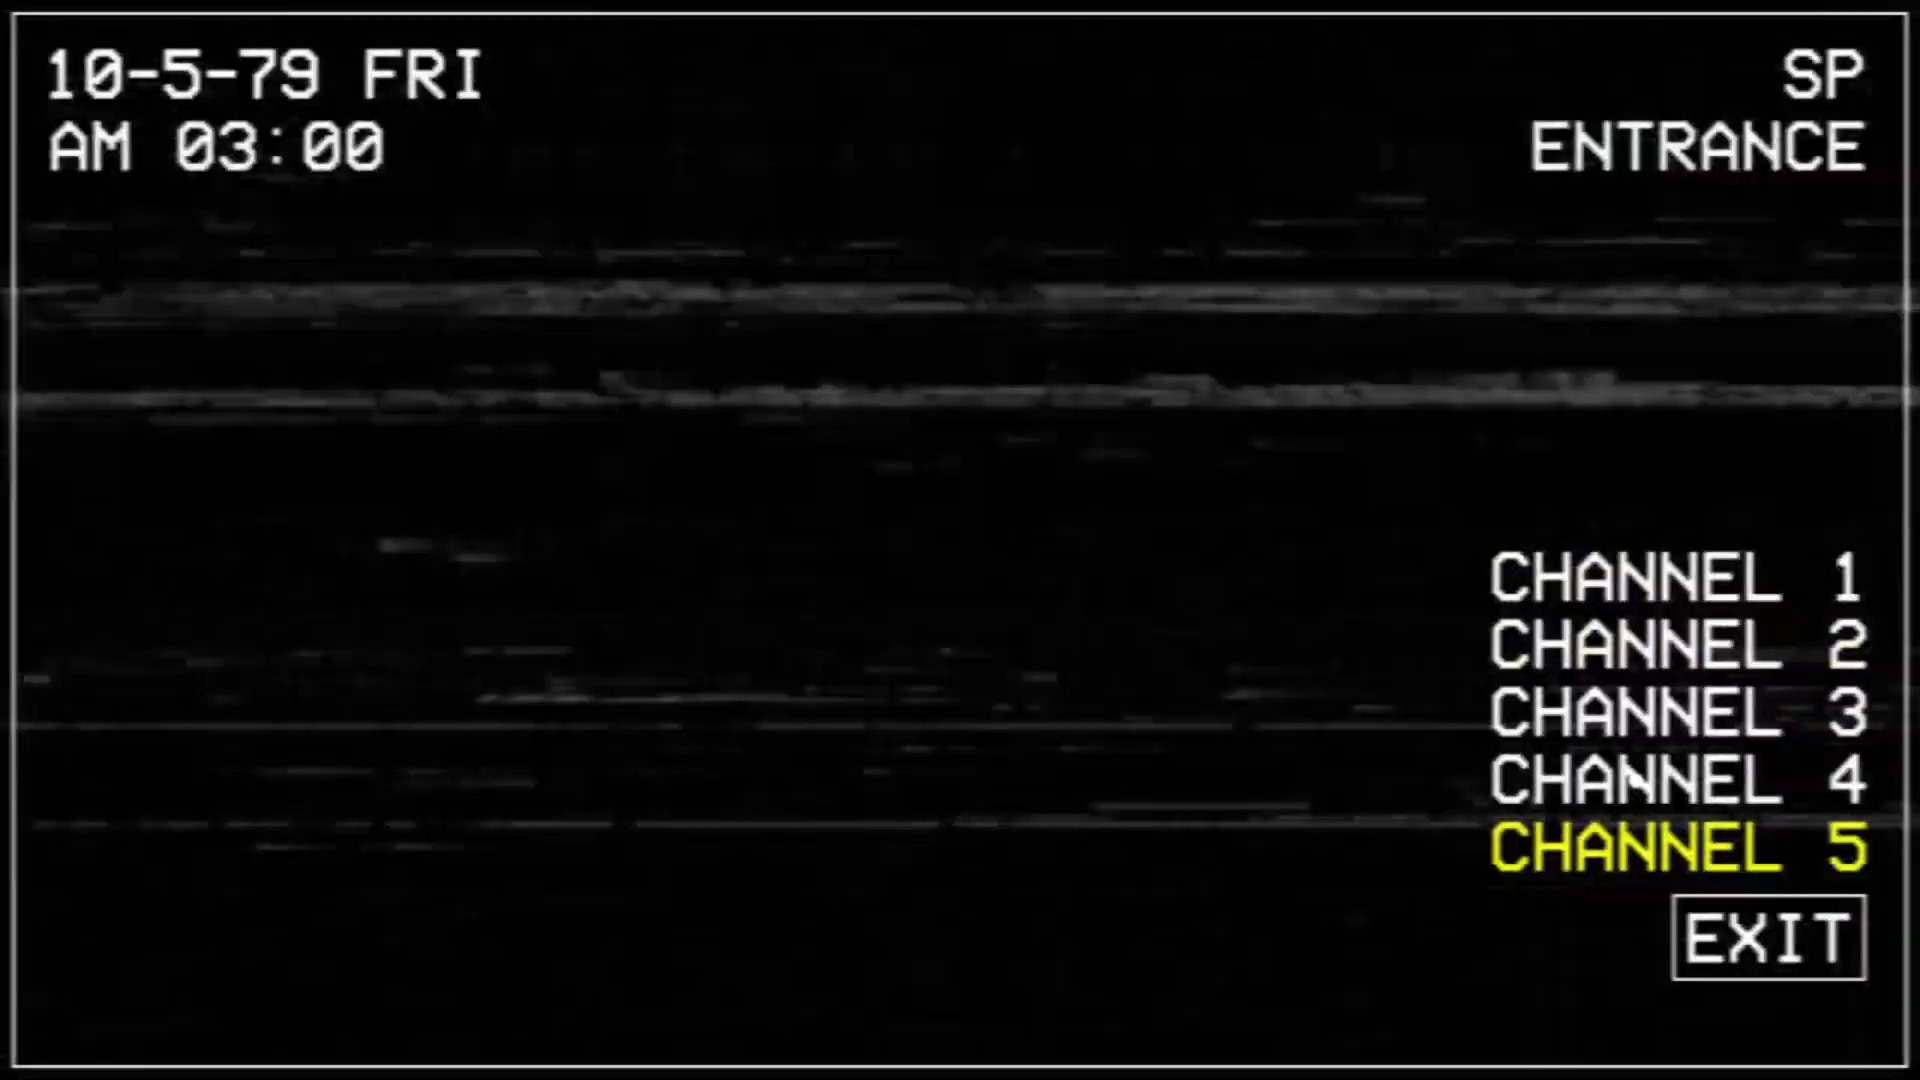 10-5-79 FRI
AM 03:00
SP
ENTRANCE
CHANNEL 1
CHANNEL 2
CHANNEL 3
CHANNEL 4
CHANNEL 5
EXIT